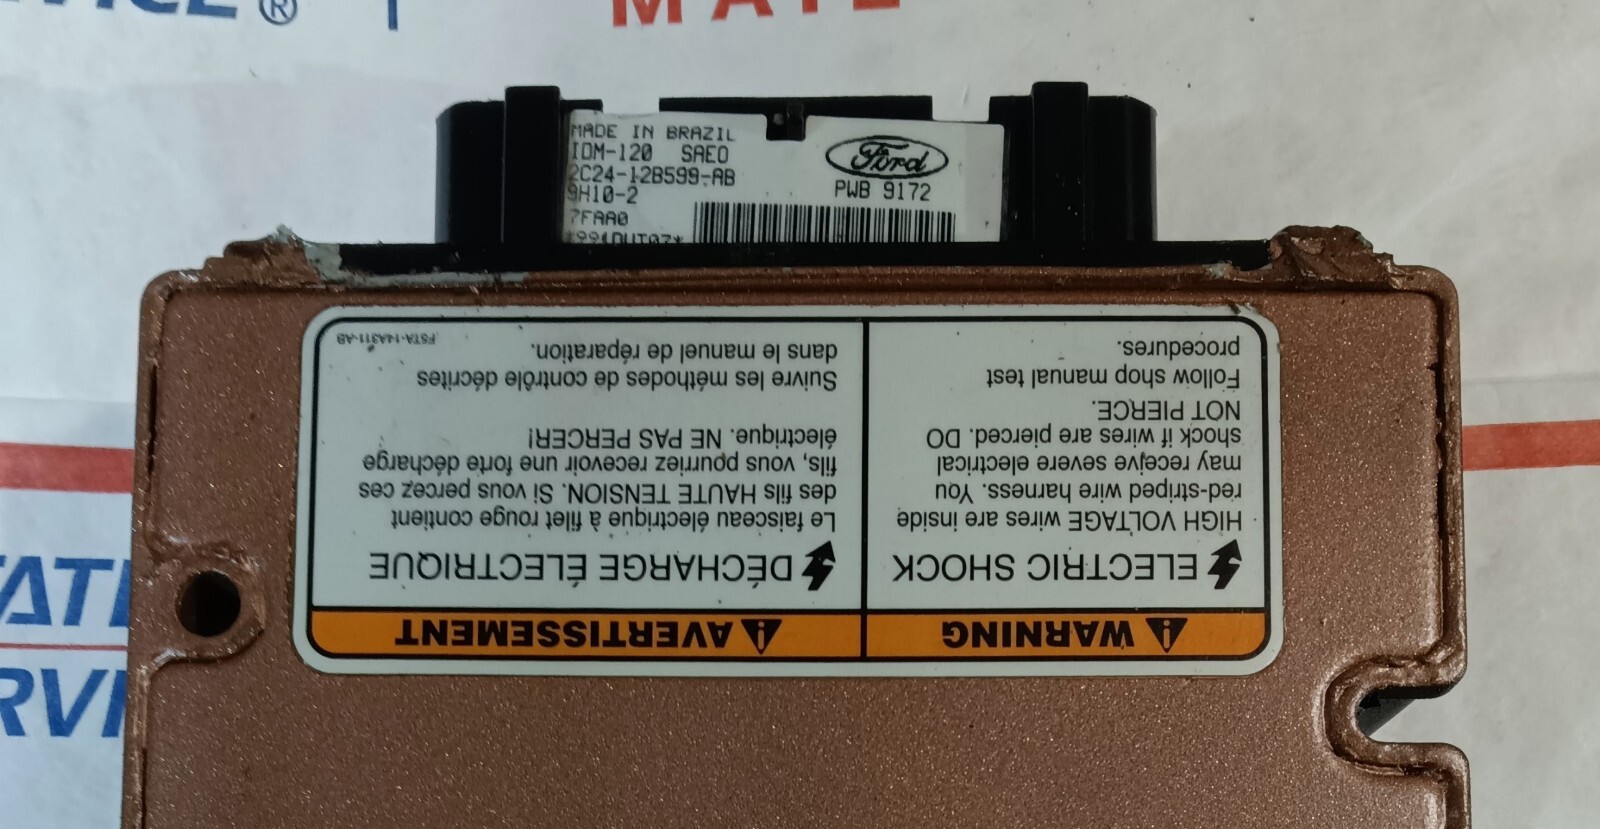 MATE
MADE IN BRAZIL
IDM-120 SAEO
2C24-12B599-AB
9H10-2
7FAA0
Ford
PWB 9172
WARNING
ELECTRIC SHOCK
HIGH VOLTAGE wires are inside
red-striped wire harness. You
may receive severe electrical
shock if wires are pierced. DO
NOT PIERCE.
Follow shop manual test
procedures.
AVERTISSEMENT
DÉCHARGE ÉLECTRIQUE
Le faisceau électrique à filet rouge contient
des fils HAUTE TENSION. Si vous percez ces
fils, vous pourriez recevoir une forte décharge
électrique. NE PAS PERCER!
Suivre les méthodes de contrôle décrites
dans le manuel de réparation.
F5TA-14A311-AB